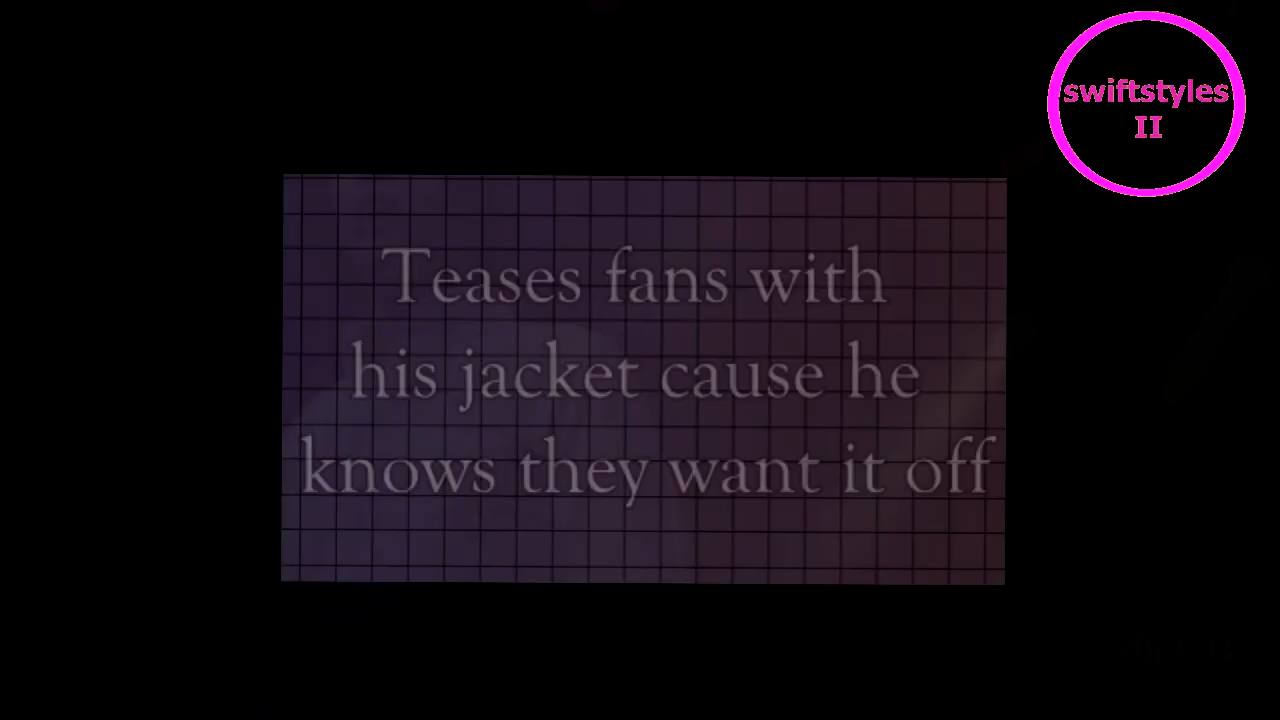 swiftstyles
II
Teases fans with
his jacket cause he
knows they want it off